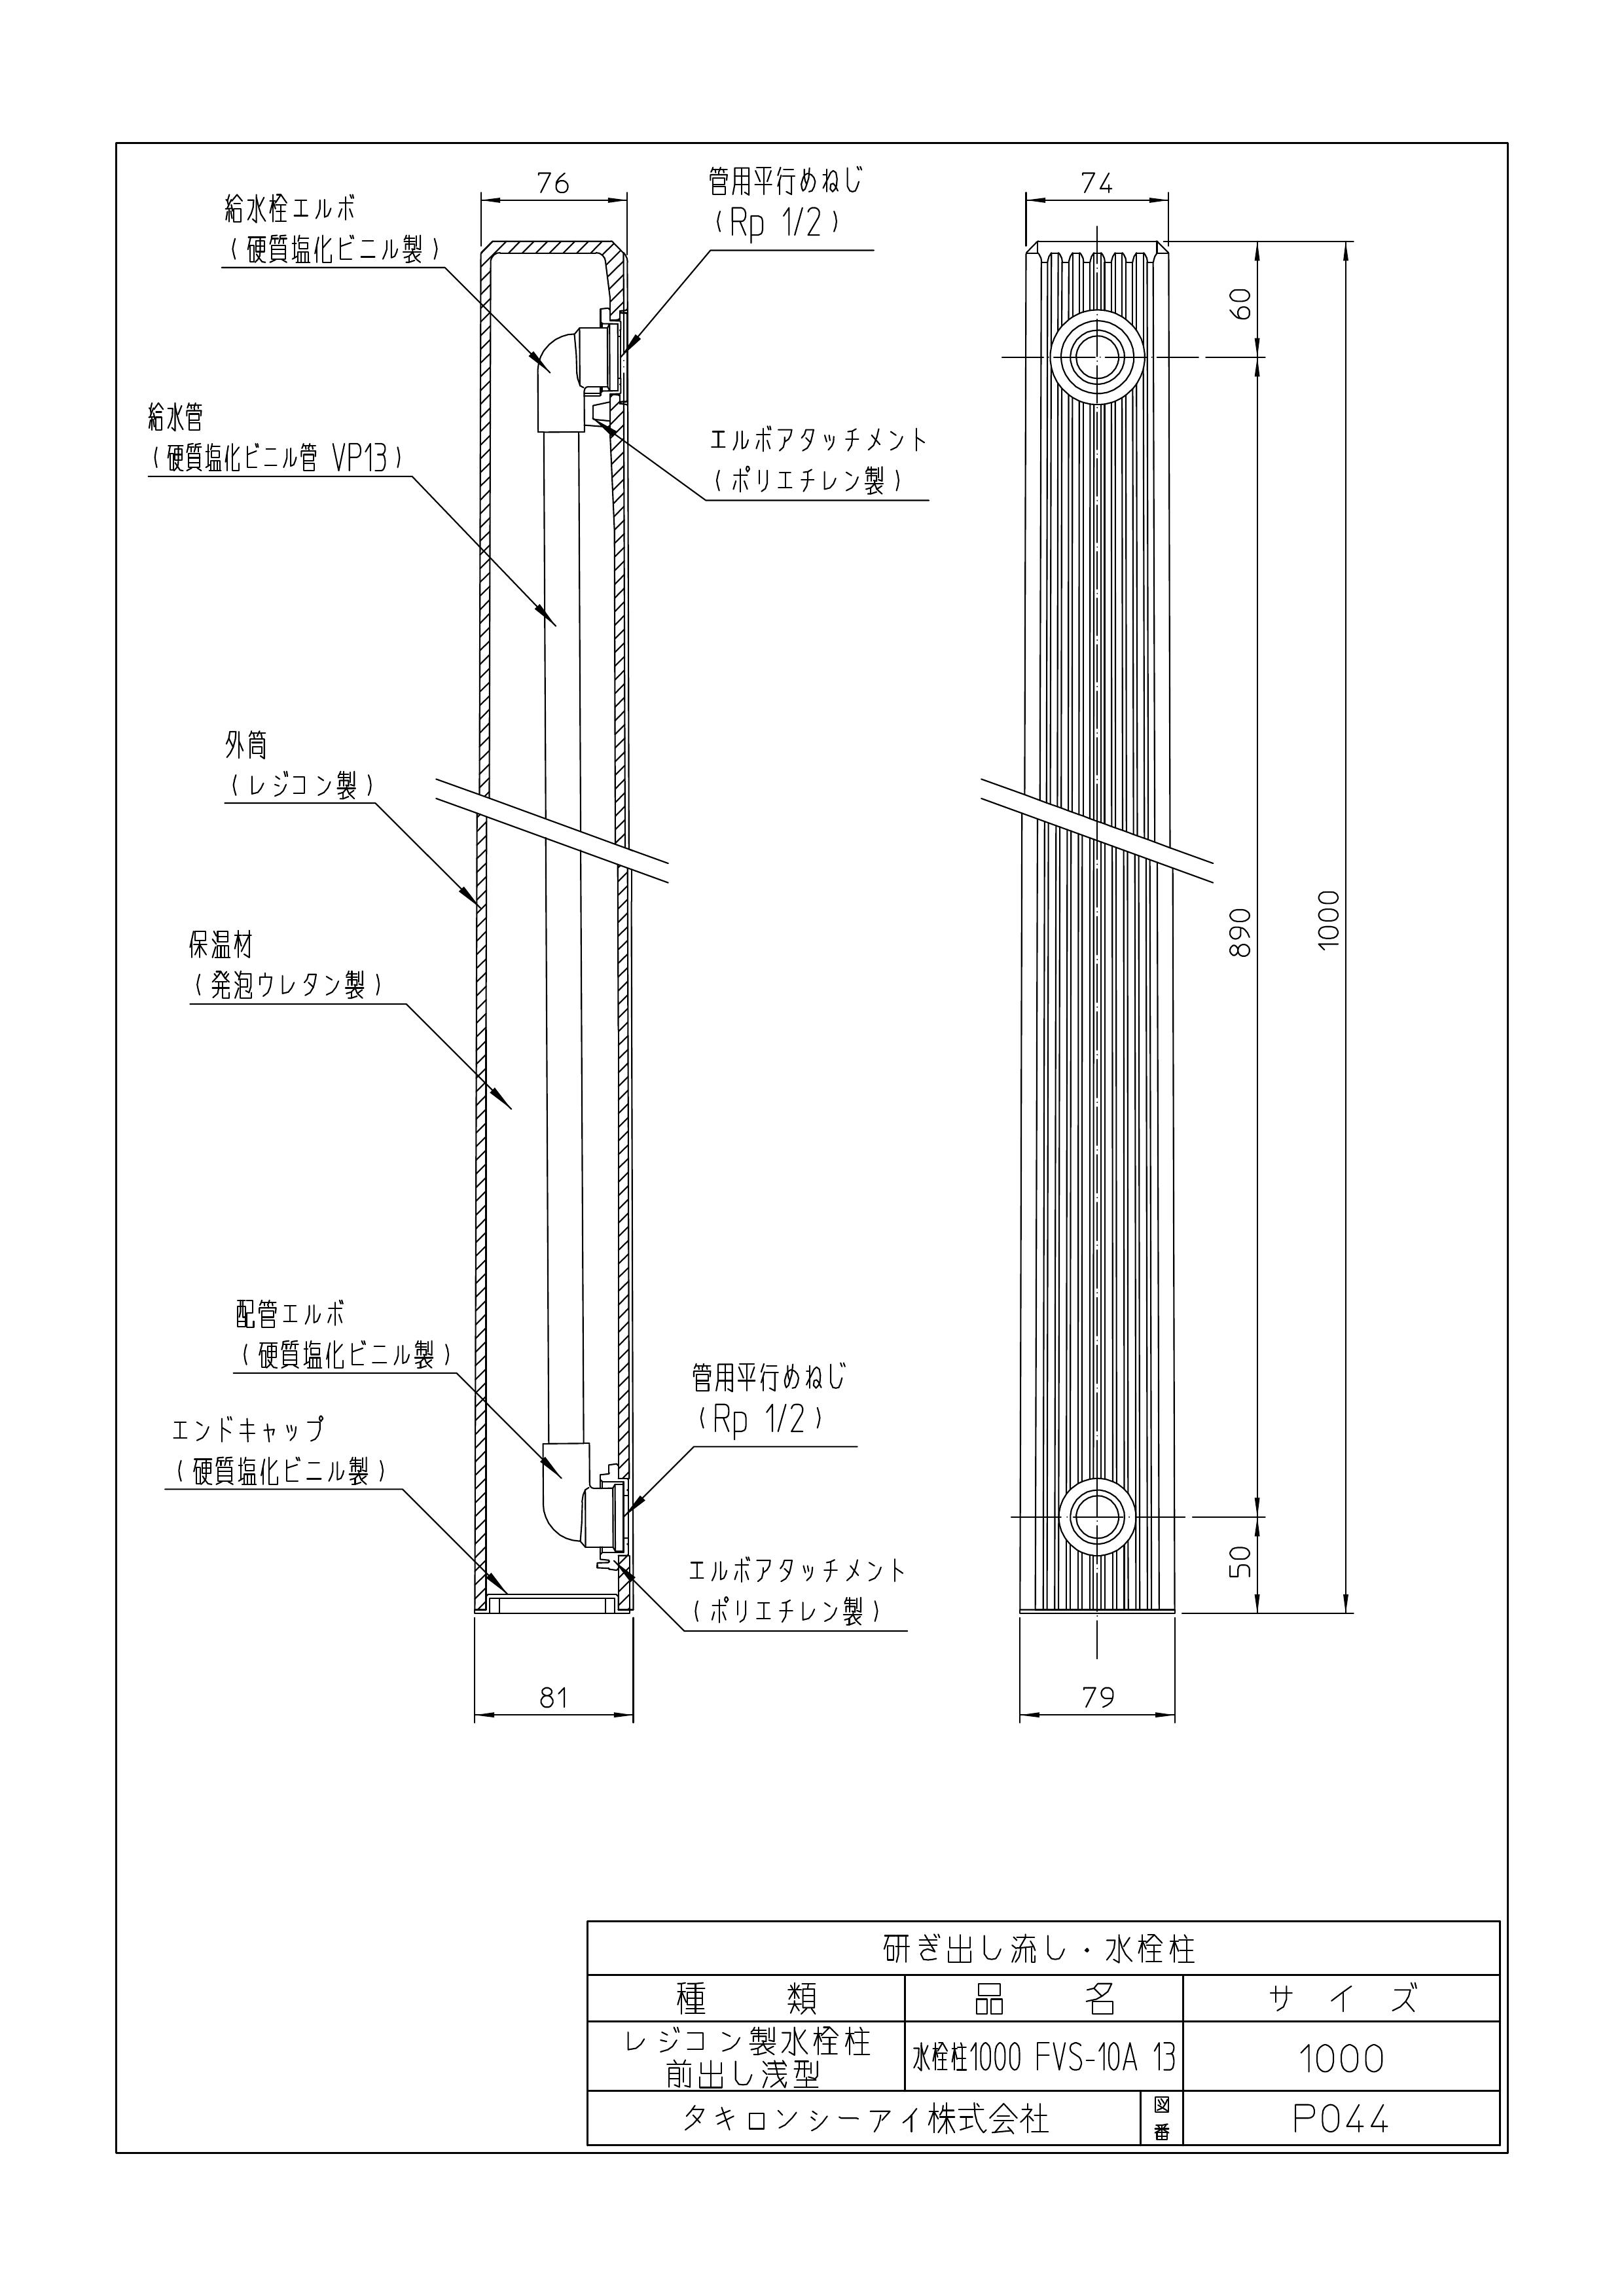 76
給水栓エルボ
（硬質塩化ビニル製）
管用平行めねじ
（Rp 1/2）
給水管
（硬質塩化ビニル管 VP13）
エルボアタッチメント
（ポリエチレン製）
外筒
（レジコン製）
保温材
（発泡ウレタン製）
配管エルボ
（硬質塩化ビニル製）
管用平行めねじ
（Rp 1/2）
エンドキャップ
（硬質塩化ビニル製）
エルボアタッチメント
（ポリエチレン製）
81
74
60
890
1000
50
79
研ぎ出し流し・水栓柱
種類 品名 サイズ
レジコン製水栓柱
前出し浅型
水栓柱1000 FVS-10A 13
1000
タキロンシーアイ株式会社
図番
P044